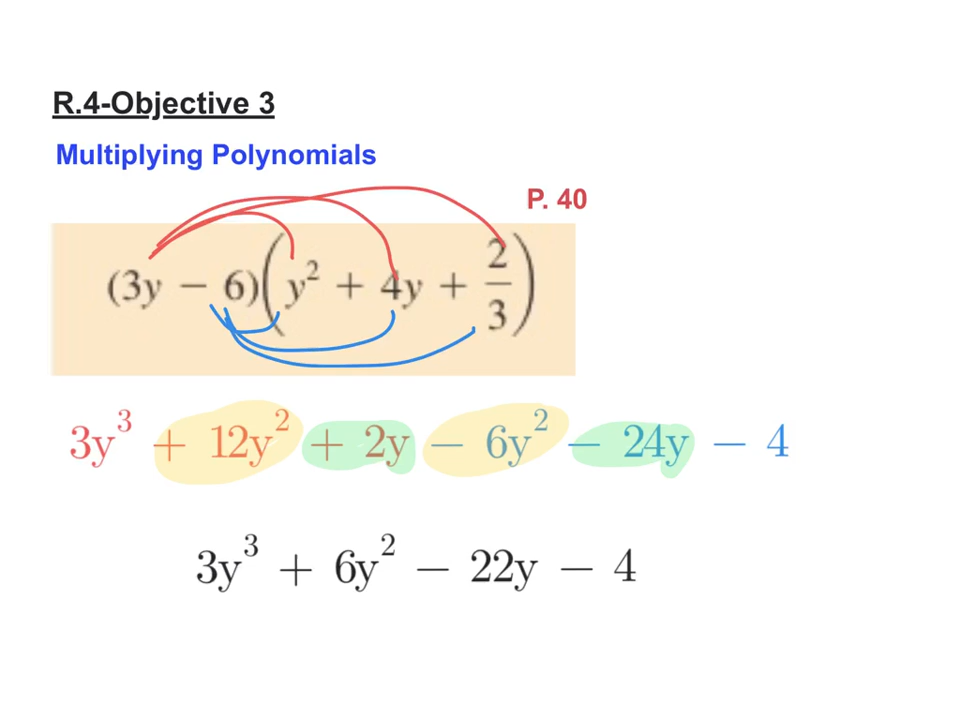 R.4-Objective 3
Multiplying Polynomials
P. 40
(3y − 6)(y² + 4y + 2/3)
3y³ + 12y² + 2y − 6y² − 24y − 4
3y³ + 6y² − 22y − 4